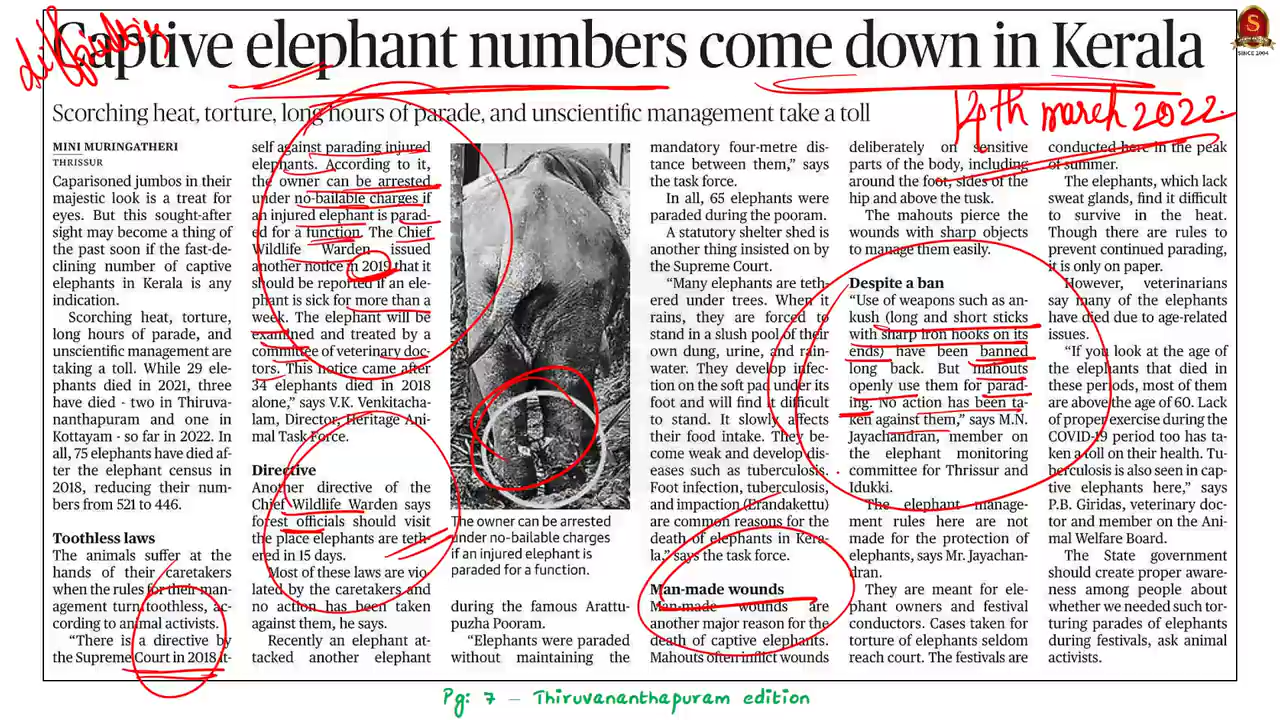 Captive elephant numbers come down in Kerala
14th march 2022
Scorching heat, torture, long hours of parade, and unscientific management take a toll
MINI MURINGATHERI
THRISSUR
Caparisoned jumbos in their
majestic look is a treat for
eyes. But this sought-after
sight may become a thing of
the past soon if the fast-de-
clining number of captive
elephants in Kerala is any
indication.
Scorching heat, torture,
long hours of parade, and
unscientific management are
taking a toll. While 29 ele-
phants died in 2021, three
have died - two in Thiruva-
nanthapuram and one in
Kottayam - so far in 2022. In
all, 75 elephants have died af-
ter the elephant census in
2018, reducing their num-
bers from 521 to 446.
Toothless laws
The animals suffer at the
hands of their caretakers
when the rules for their man-
agement turn toothless, ac-
cording to animal activists.
"There is a directive by
the Supreme Court in 2018 it-
self against parading injured
elephants. According to it,
the owner can be arrested
under no-bailable charges if
an injured elephant is parad-
ed for a function. The Chief
Wildlife Warden issued
another notice in 2019 that it
should be reported if an ele-
phant is sick for more than a
week. The elephant will be
examined and treated by a
committee of veterinary doc-
tors. This notice came after
34 elephants died in 2018
alone," says V.K. Venkitacha-
lam, Director, Heritage Ani-
mal Task Force.
Directive
Another directive of the
Chief Wildlife Warden says
forest officials should visit
the place elephants are teth-
ered in 15 days.
Most of these laws are vio-
lated by the caretakers and
no action has been taken
against them, he says.
Recently an elephant at-
tacked another elephant
The owner can be arrested
under no-bailable charges
if an injured elephant is
paraded for a function.
during the famous Arattu-
puzha Pooram.
"Elephants were paraded
without maintaining the
mandatory four-metre dis-
tance between them," says
the task force.
In all, 65 elephants were
paraded during the pooram.
A statutory shelter shed is
another thing insisted on by
the Supreme Court.
"Many elephants are teth-
ered under trees. When it
rains, they are forced to
stand in a slush pool of their
own dung, urine, and rain-
water. They develop infec-
tion on the soft pad under its
foot and will find it difficult
to stand. It slowly affects
their food intake. They be-
come weak and develop dis-
eases such as tuberculosis.
Foot infection, tuberculosis,
and impaction (Erandakettu)
are common reasons for the
death of elephants in Kera-
la," says the task force.
Man-made wounds
Man-made wounds are
another major reason for the
death of captive elephants.
Mahouts often inflict wounds
deliberately on sensitive
parts of the body, including
around the foot, sides of the
hip and above the tusk.
The mahouts pierce the
wounds with sharp objects
to manage them easily.
Despite a ban
"Use of weapons such as an-
kush (long and short sticks
with sharp iron hooks on its
ends) have been banned
long back. But mahouts
openly use them for parad-
ing. No action has been ta-
ken against them," says M.N.
Jayachandran, member on
the elephant monitoring
committee for Thrissur and
Idukki.
The elephant manage-
ment rules here are not
made for the protection of
elephants, says Mr. Jayachan-
dran.
They are meant for ele-
phant owners and festival
conductors. Cases taken for
torture of elephants seldom
reach court. The festivals are
conducted here in the peak
of summer.
The elephants, which lack
sweat glands, find it difficult
to survive in the heat.
Though there are rules to
prevent continued parading,
it is only on paper.
However, veterinarians
say many of the elephants
have died due to age-related
issues.
"If you look at the age of
the elephants that died in
these periods, most of them
are above the age of 60. Lack
of proper exercise during the
COVID-19 period too has ta-
ken a toll on their health. Tu-
berculosis is also seen in cap-
tive elephants here," says
P.B. Giridas, veterinary doc-
tor and member on the Ani-
mal Welfare Board.
The State government
should create proper aware-
ness among people about
whether we needed such tor-
turing parades of elephants
during festivals, ask animal
activists.
Pg: 7 – Thiruvananthapuram edition
S
SINCE 2004